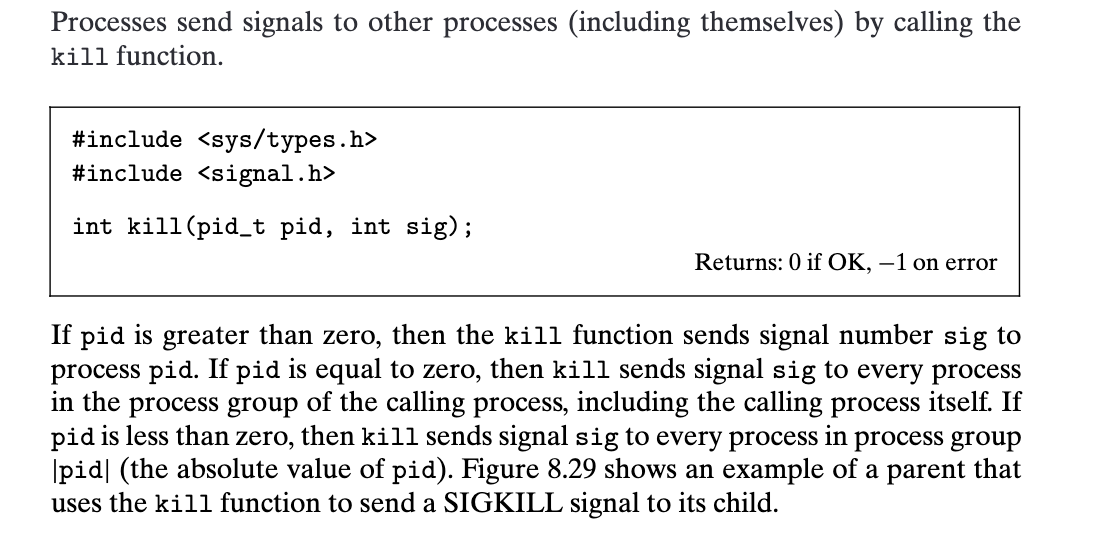 Processes send signals to other processes (including themselves) by calling the
kill function.
#include <sys/types.h>
#include <signal.h>
int kill(pid_t pid, int sig);
Returns: 0 if OK, −1 on error
If pid is greater than zero, then the kill function sends signal number sig to
process pid. If pid is equal to zero, then kill sends signal sig to every process
in the process group of the calling process, including the calling process itself. If
pid is less than zero, then kill sends signal sig to every process in process group
|pid| (the absolute value of pid). Figure 8.29 shows an example of a parent that
uses the kill function to send a SIGKILL signal to its child.